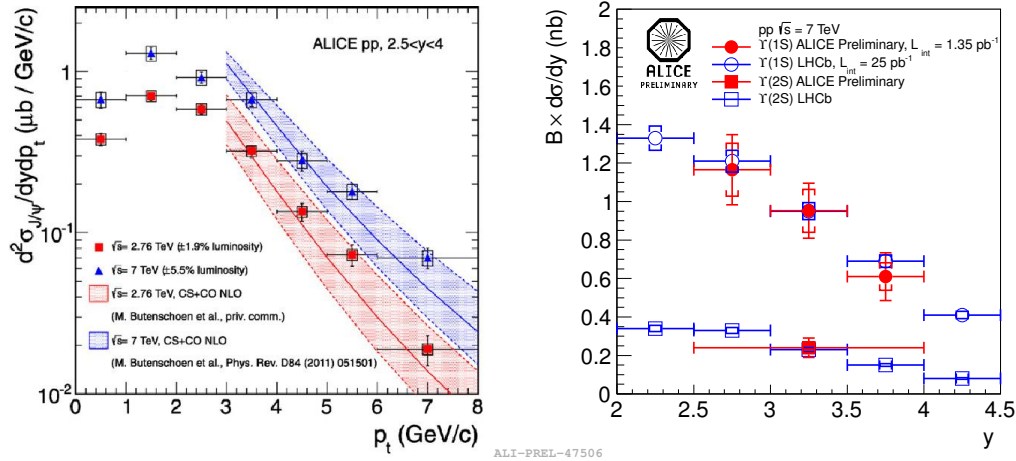 ALICE pp, 2.5<y<4
d²σ_J/ψ/dydp_t (μb / GeV/c)
1
10⁻¹
10⁻²
√s= 2.76 TeV (±1.9% luminosity)
√s= 7 TeV (±5.5% luminosity)
√s= 2.76 TeV, CS+CO NLO
(M. Butenschoen et al., priv. comm.)
√s= 7 TeV, CS+CO NLO
(M. Butenschoen et al., Phys. Rev. D84 (2011) 051501)
0 1 2 3 4 5 6 7 8
p_t (GeV/c)
B× dσ/dy (nb)
2
1.8
1.6
1.4
1.2
1
0.8
0.6
0.4
0.2
0
ALICE
PRELIMINARY
pp √s = 7 TeV
ϒ(1S) ALICE Preliminary, L_int = 1.35 pb⁻¹
ϒ(1S) LHCb, L_int = 25 pb⁻¹
ϒ(2S) ALICE Preliminary
ϒ(2S) LHCb
2 2.5 3 3.5 4 4.5
y
ALI-PREL-47506